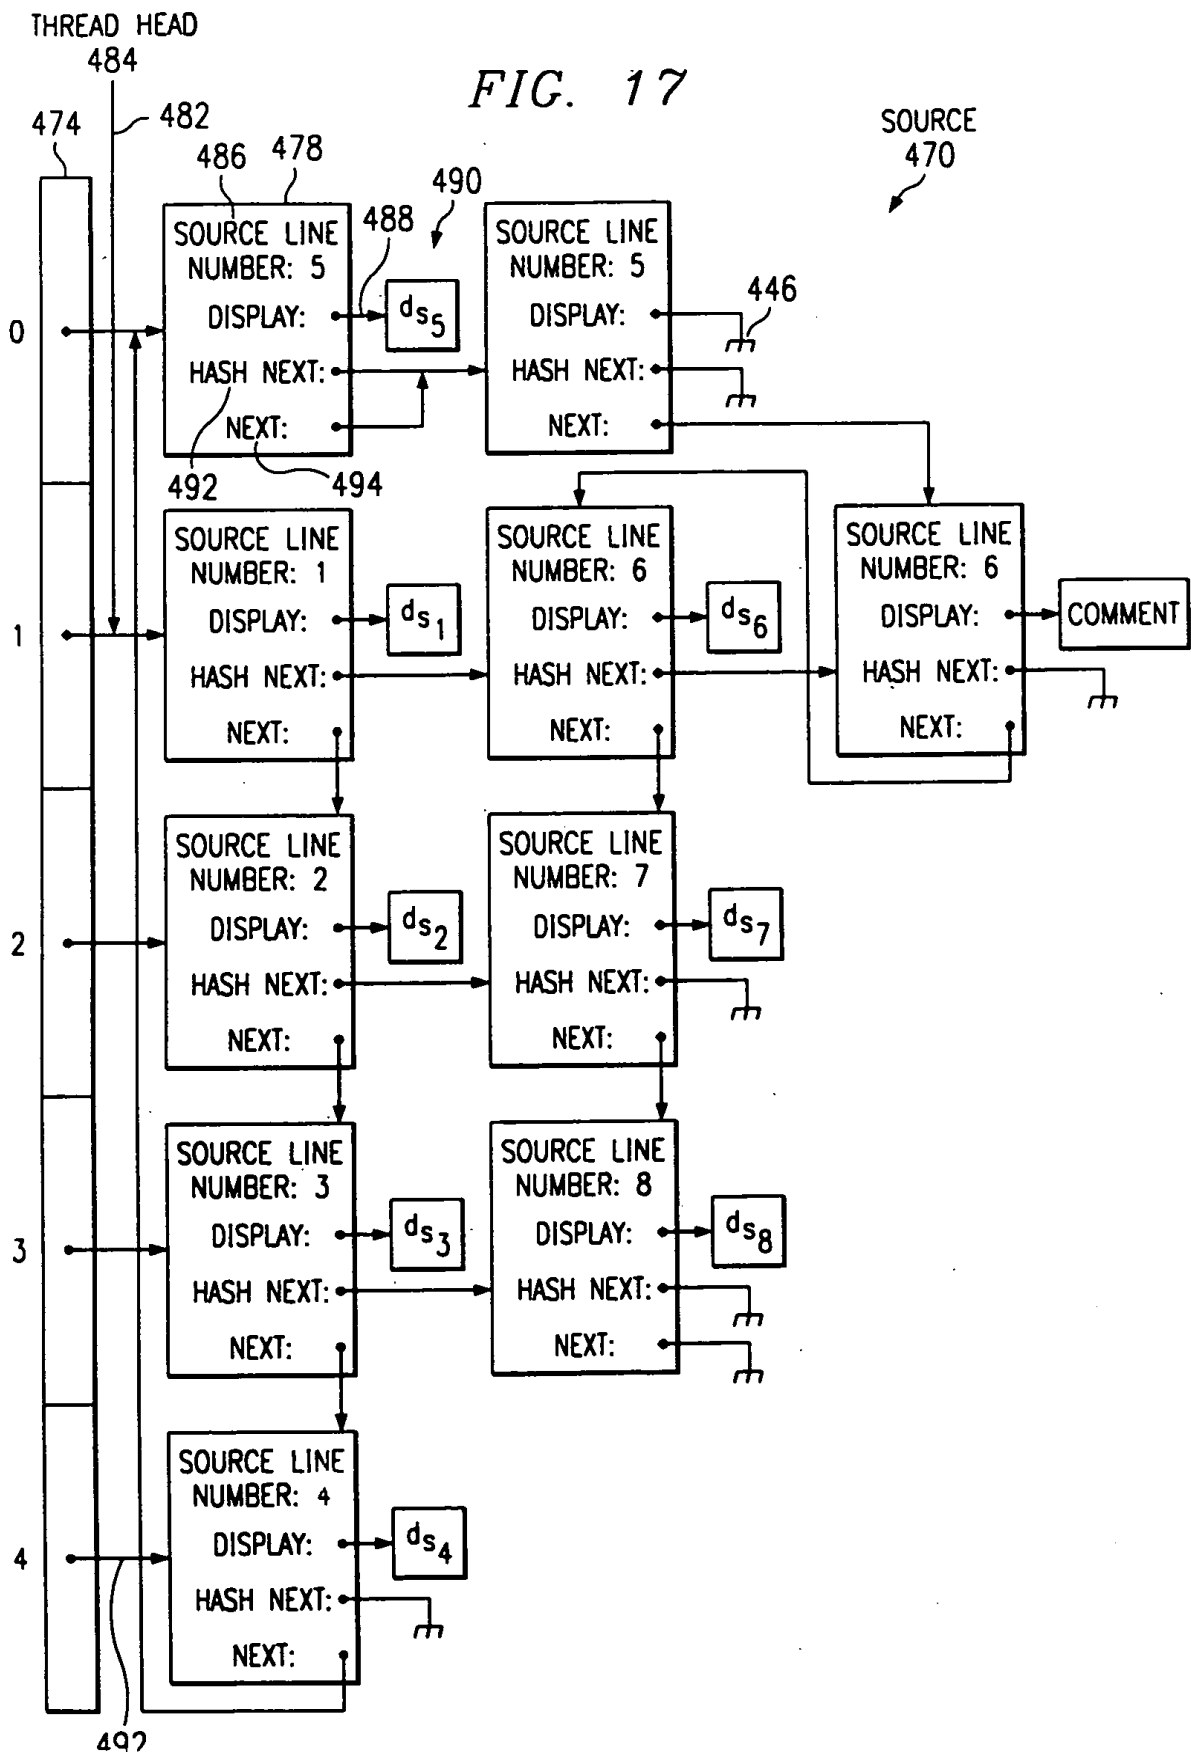 THREAD HEAD
484
FIG. 17
474
482
SOURCE
470
486
478
490
488
SOURCE LINE
NUMBER: 5
DISPLAY:
HASH NEXT:
NEXT:
ds5
SOURCE LINE
NUMBER: 5
DISPLAY:
HASH NEXT:
NEXT:
446
0
492
494
1
SOURCE LINE
NUMBER: 1
DISPLAY:
HASH NEXT:
NEXT:
ds1
SOURCE LINE
NUMBER: 6
DISPLAY:
HASH NEXT:
NEXT:
ds6
SOURCE LINE
NUMBER: 6
DISPLAY:
HASH NEXT:
NEXT:
COMMENT
2
SOURCE LINE
NUMBER: 2
DISPLAY:
HASH NEXT:
NEXT:
ds2
SOURCE LINE
NUMBER: 7
DISPLAY:
HASH NEXT:
NEXT:
ds7
3
SOURCE LINE
NUMBER: 3
DISPLAY:
HASH NEXT:
NEXT:
ds3
SOURCE LINE
NUMBER: 8
DISPLAY:
HASH NEXT:
NEXT:
ds8
4
SOURCE LINE
NUMBER: 4
DISPLAY:
HASH NEXT:
NEXT:
ds4
492